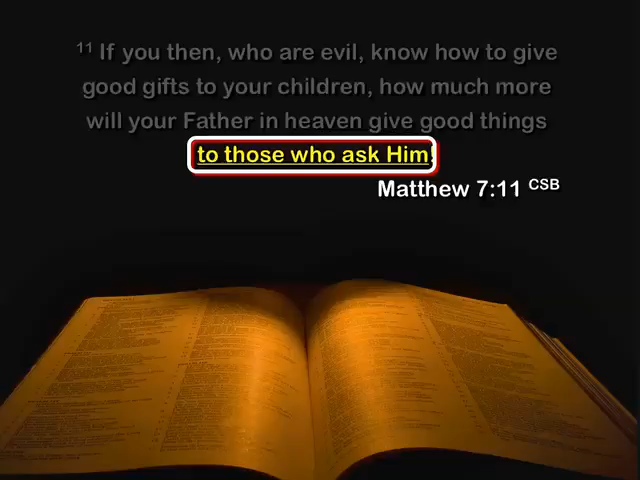 ¹¹ If you then, who are evil, know how to give
good gifts to your children, how much more
will your Father in heaven give good things
to those who ask Him!
Matthew 7:11 CSB